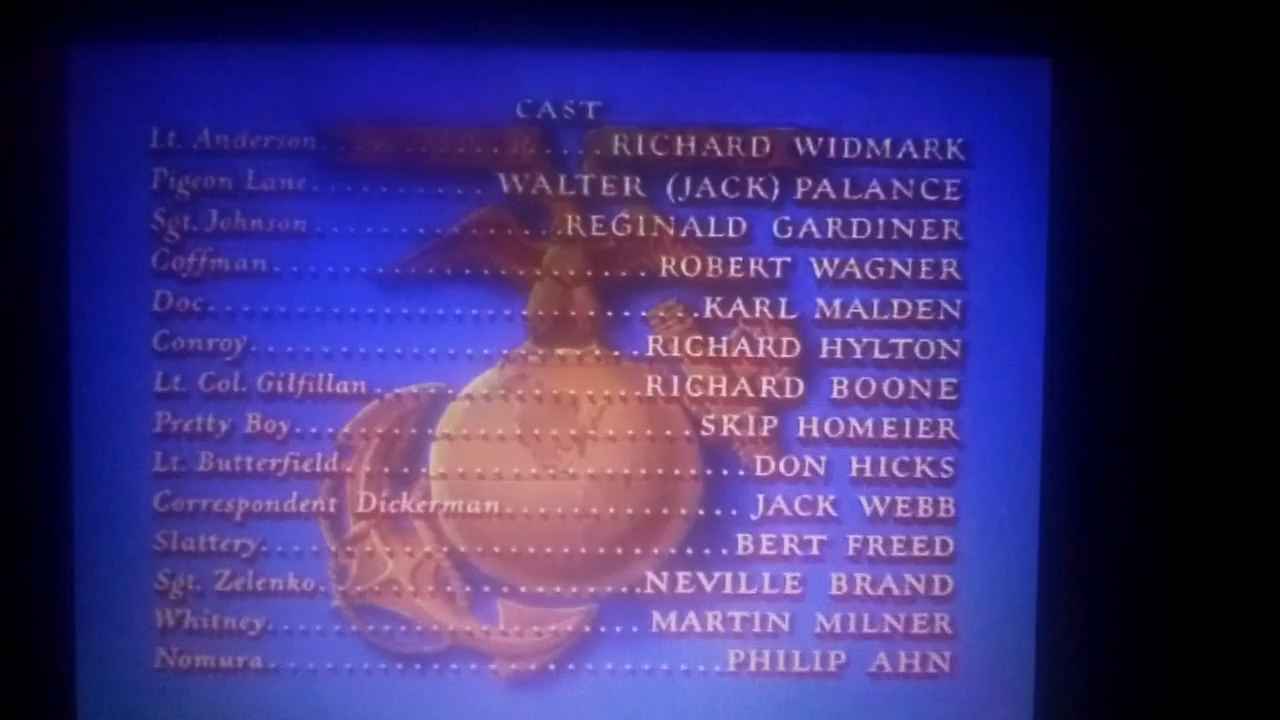 CAST
Lt. Anderson..................RICHARD WIDMARK
Pigeon Lane...........WALTER (JACK) PALANCE
Sgt. Johnson................REGINALD GARDINER
Coffman........................ROBERT WAGNER
Doc..............................KARL MALDEN
Conroy.........................RICHARD HYLTON
Lt. Col. Gilfillan.................RICHARD BOONE
Pretty Boy.........................SKIP HOMEIER
Lt. Butterfield.........................DON HICKS
Correspondent Dickerman...............JACK WEBB
Slattery.............................BERT FREED
Sgt. Zelenko....................NEVILLE BRAND
Whitney.......................MARTIN MILNER
Nomura............................PHILIP AHN